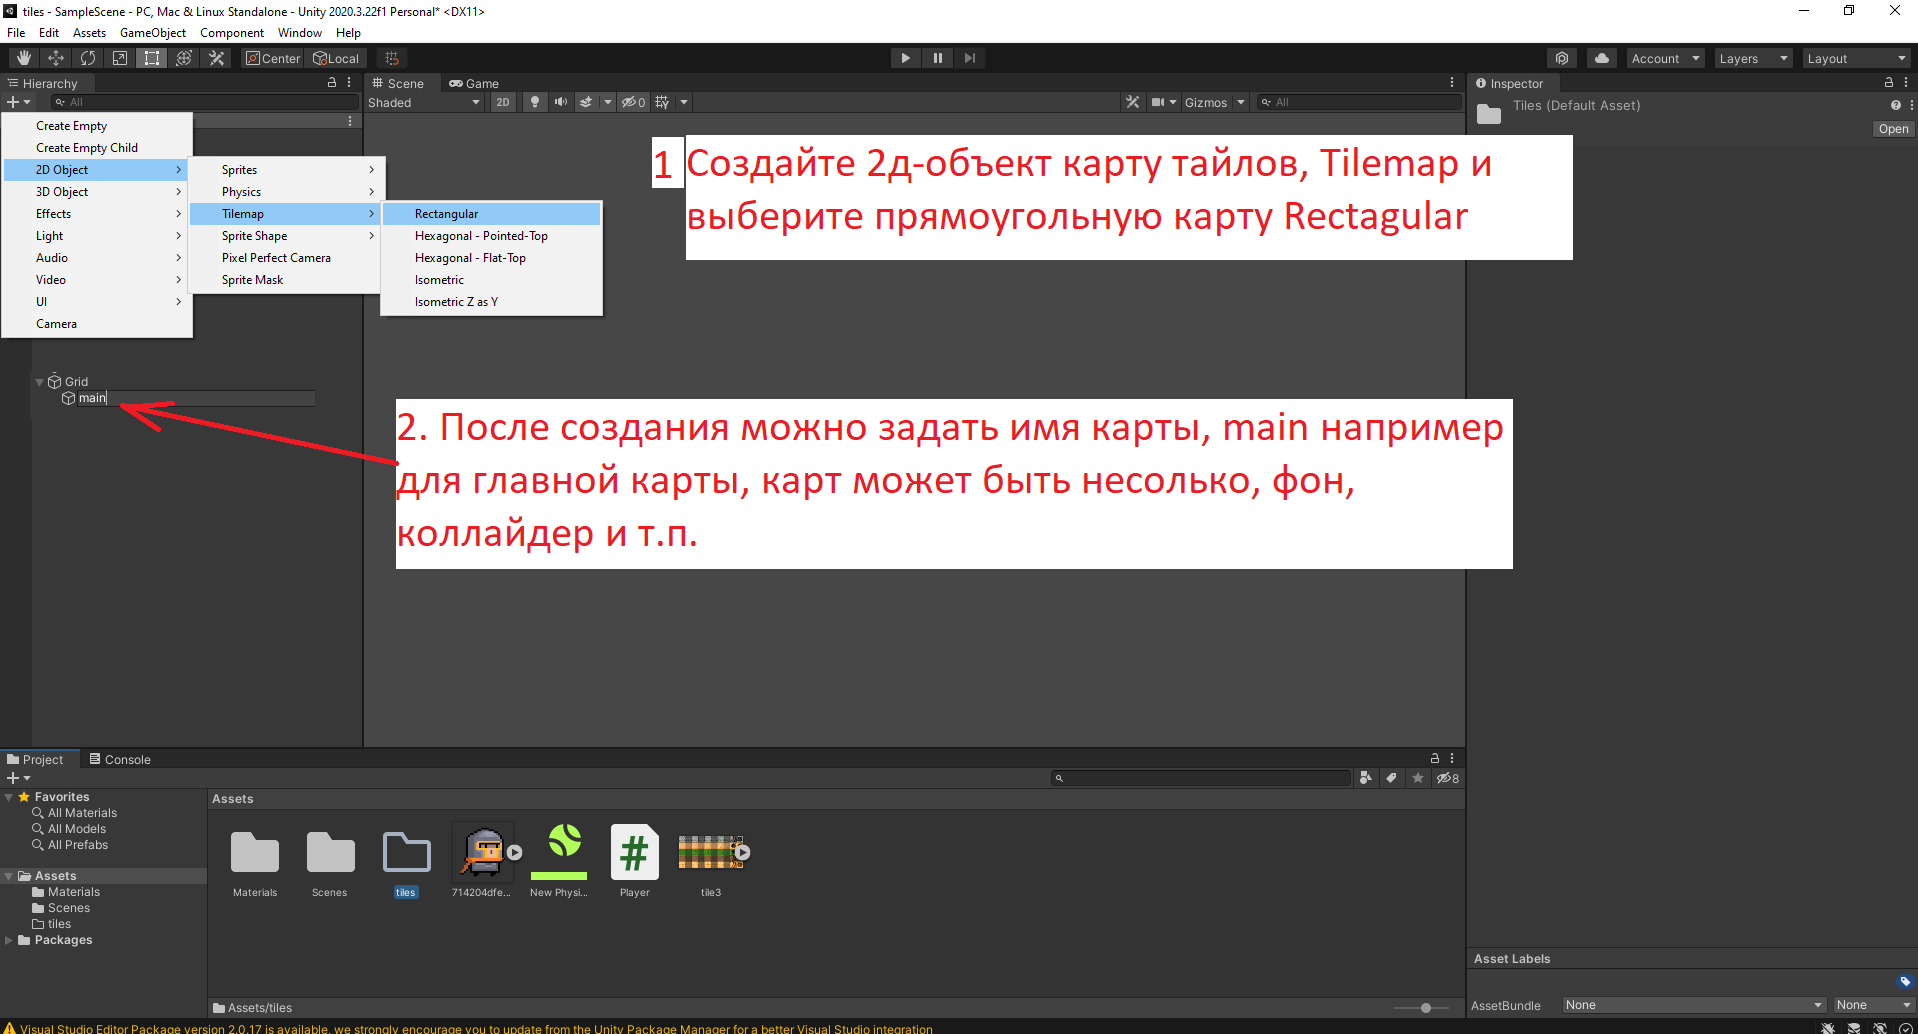 tiles - SampleScene - PC, Mac & Linux Standalone - Unity 2020.3.22f1 Personal* <DX11>
File Edit Assets GameObject Component Window Help
Center Local Account Layers Layout
Hierarchy
All
Scene Game
Shaded 2D 0 Gizmos All
Inspector
Tiles (Default Asset)
Open
Create Empty
Create Empty Child
2D Object
3D Object
Effects
Light
Audio
Video
UI
Camera
Sprites
Physics
Tilemap
Sprite Shape
Pixel Perfect Camera
Sprite Mask
Rectangular
Hexagonal - Pointed-Top
Hexagonal - Flat-Top
Isometric
Isometric Z as Y
1 Создайте 2д-объект карту тайлов, Tilemap и
выберите прямоугольную карту Rectagular
Grid
main
2. После создания можно задать имя карты, main например
для главной карты, карт может быть несолько, фон,
коллайдер и т.п.
Project Console
8
Favorites
All Materials
All Models
All Prefabs
Assets
Materials
Scenes
tiles
Packages
Assets
Materials Scenes tiles 714204dfe... New Physi... Player tile3
Assets/tiles
Asset Labels
AssetBundle None None
Visual Studio Editor Package version 2.0.17 is available, we strongly encourage you to update from the Unity Package Manager for a better Visual Studio integration